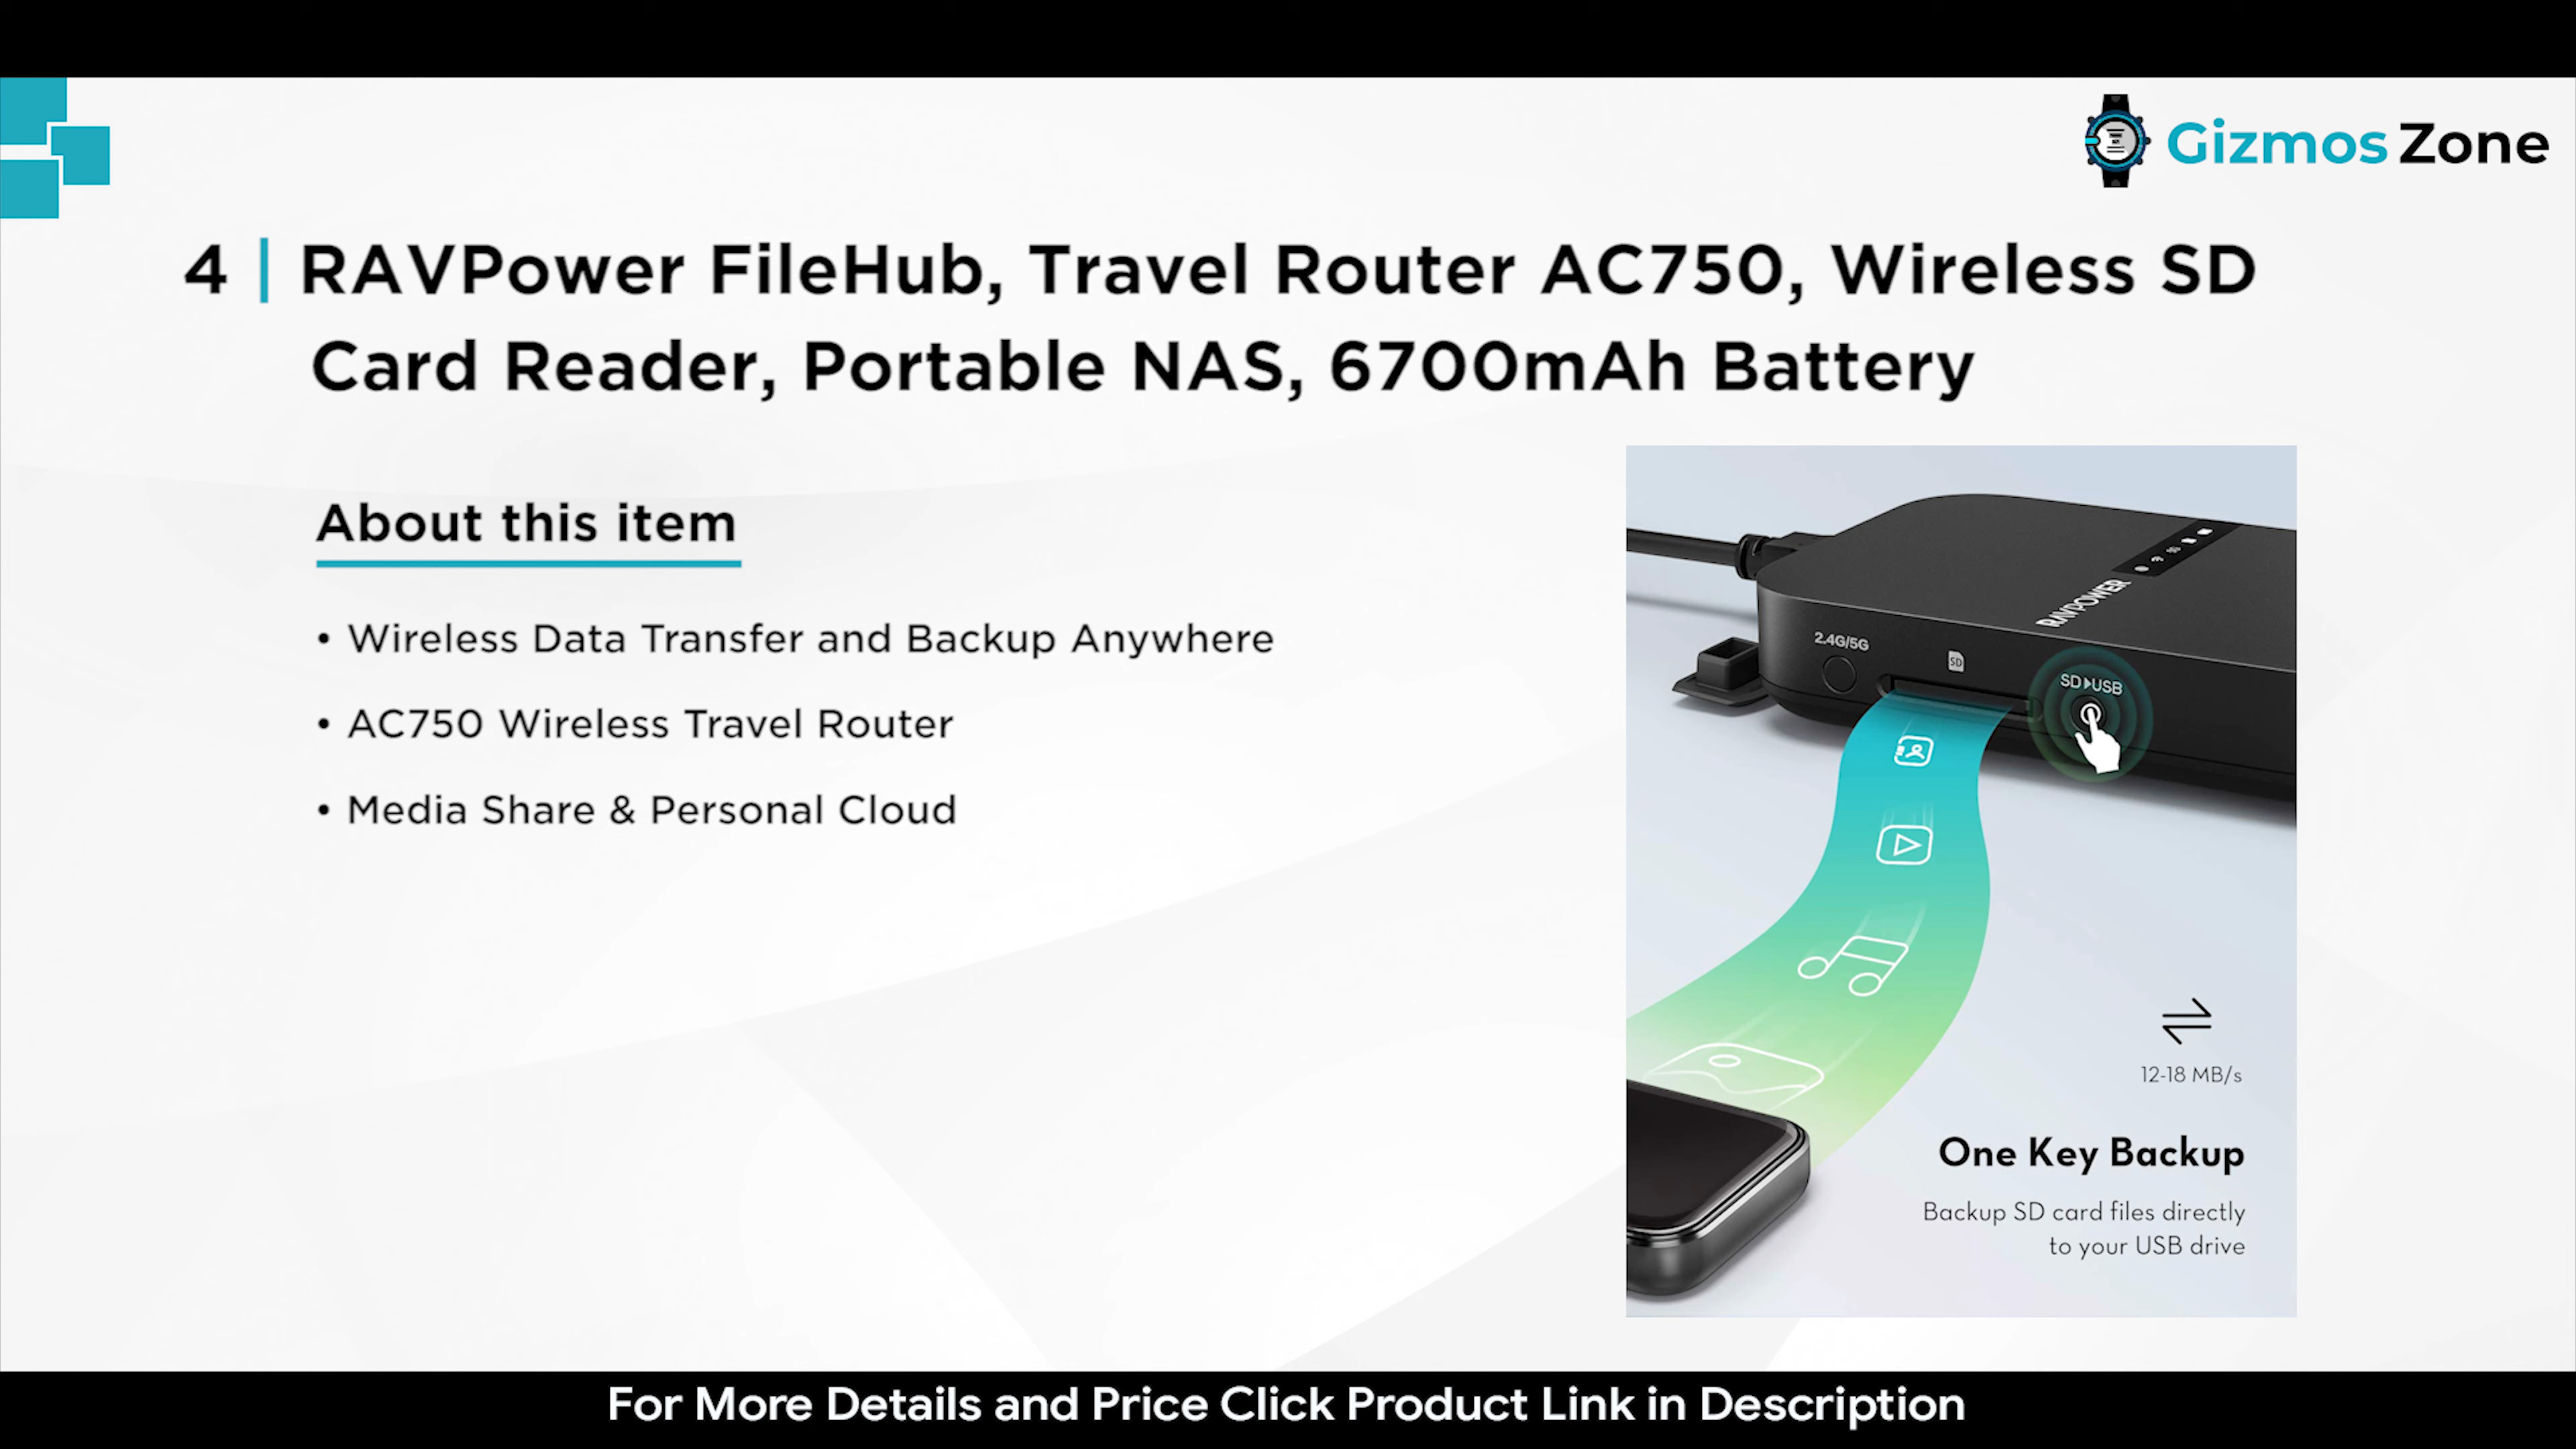 Gizmos Zone
4 | RAVPower FileHub, Travel Router AC750, Wireless SD
Card Reader, Portable NAS, 6700mAh Battery
About this item
• Wireless Data Transfer and Backup Anywhere
• AC750 Wireless Travel Router
• Media Share & Personal Cloud
RAVPOWER
2.4G/5G
SD
SD▶USB
12-18 MB/s
One Key Backup
Backup SD card files directly
to your USB drive
For More Details and Price Click Product Link in Description